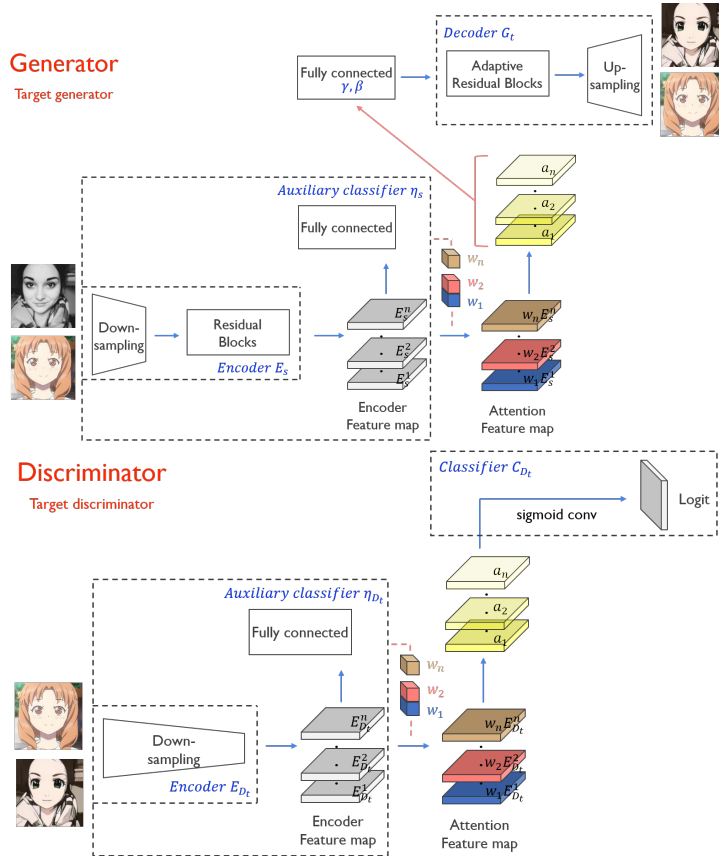 Generator
Target generator
Decoder G_t
Fully connected
γ, β
Adaptive
Residual Blocks
Up-
sampling
Auxiliary classifier η_s
Fully connected
a_n
a_2
a_1
w_n
w_2
w_1
Down-
sampling
Residual
Blocks
Encoder E_s
E_s^n
E_s^2
E_s^1
w_n E_s^n
w_2 E_s^2
w_1 E_s^1
Encoder
Feature map
Attention
Feature map
Discriminator
Target discriminator
Classifier C_{D_t}
sigmoid conv
Logit
Auxiliary classifier η_{D_t}
Fully connected
a_n
a_2
a_1
w_n
w_2
w_1
Down-
sampling
Encoder E_{D_t}
E_{D_t}^n
E_{D_t}^2
E_{D_t}^1
w_n E_{D_t}^n
w_2 E_{D_t}^2
w_1 E_{D_t}^1
Encoder
Feature map
Attention
Feature map